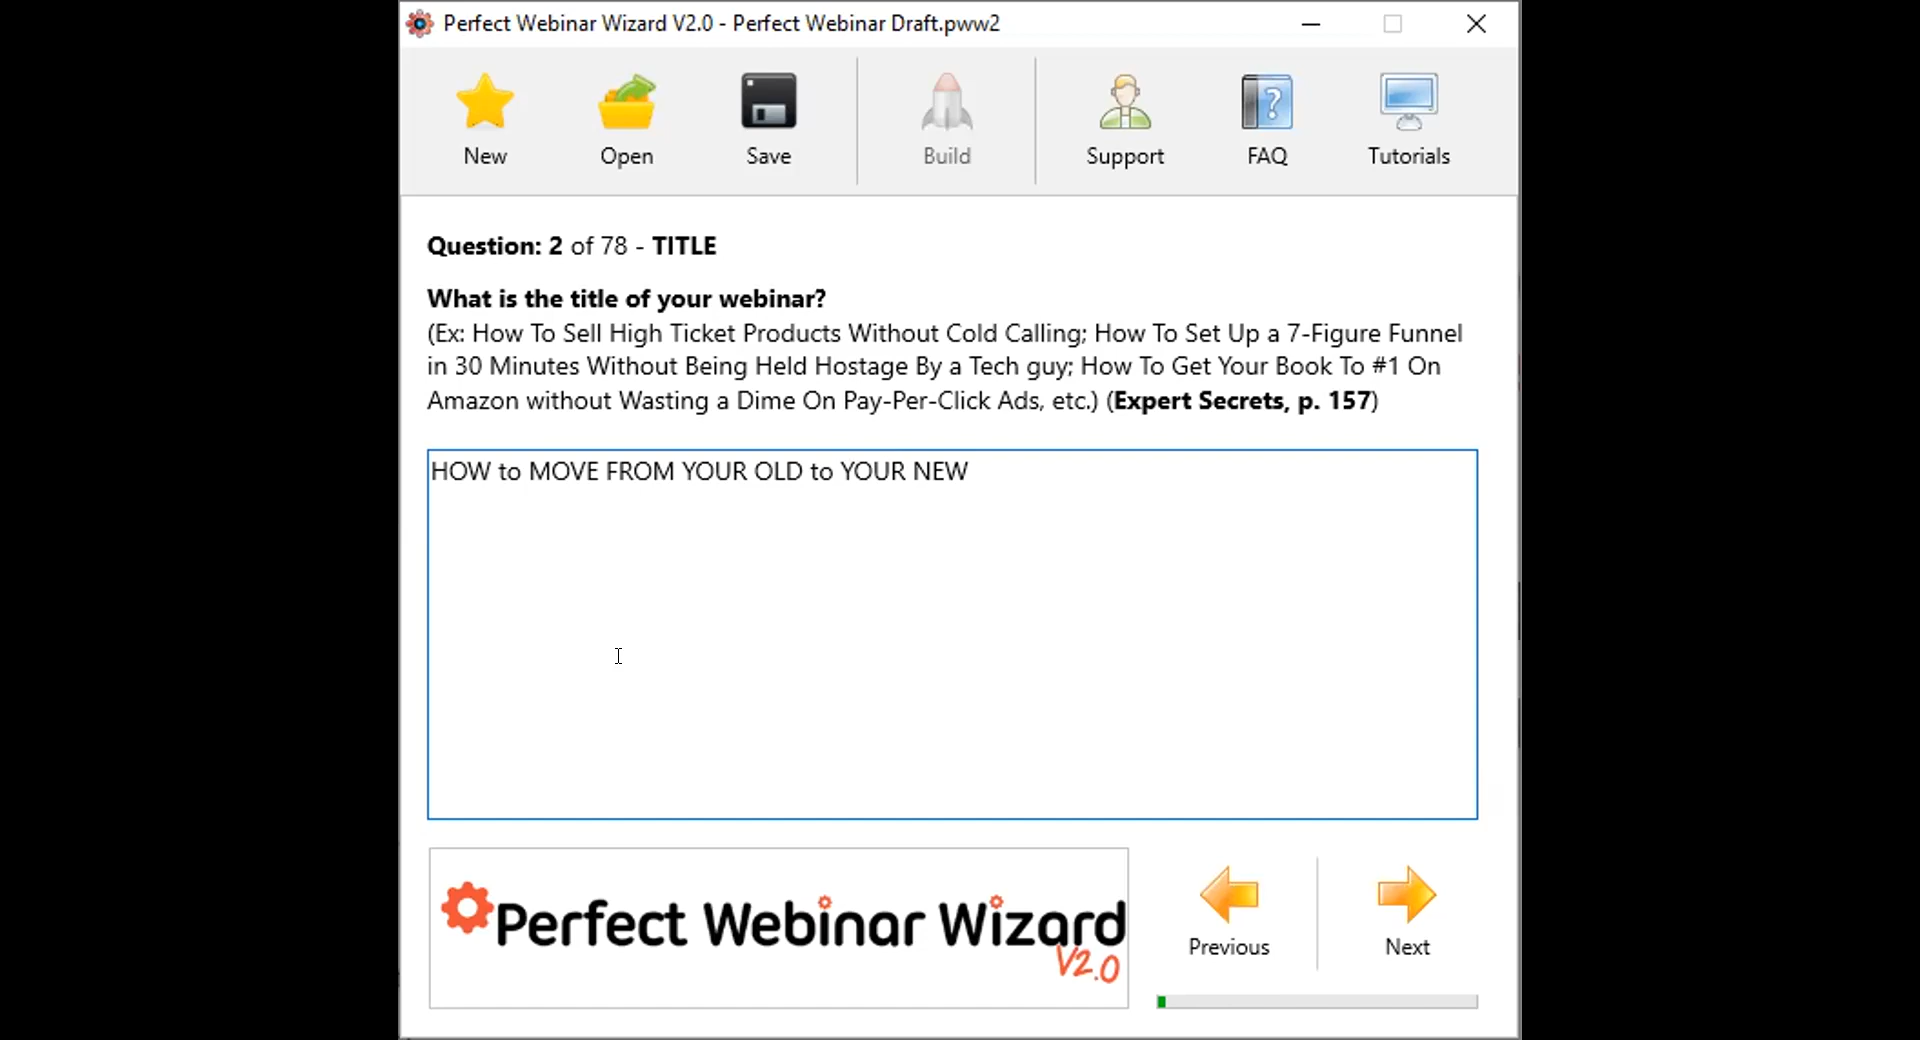 Perfect Webinar Wizard V2.0 - Perfect Webinar Draft.pww2
New Open Save Build Support FAQ Tutorials
Question: 2 of 78 - TITLE
What is the title of your webinar?
(Ex: How To Sell High Ticket Products Without Cold Calling; How To Set Up a 7-Figure Funnel
in 30 Minutes Without Being Held Hostage By a Tech guy; How To Get Your Book To #1 On
Amazon without Wasting a Dime On Pay-Per-Click Ads, etc.) (Expert Secrets, p. 157)
HOW to MOVE FROM YOUR OLD to YOUR NEW
Perfect Webinar Wizard
V2.0
Previous Next